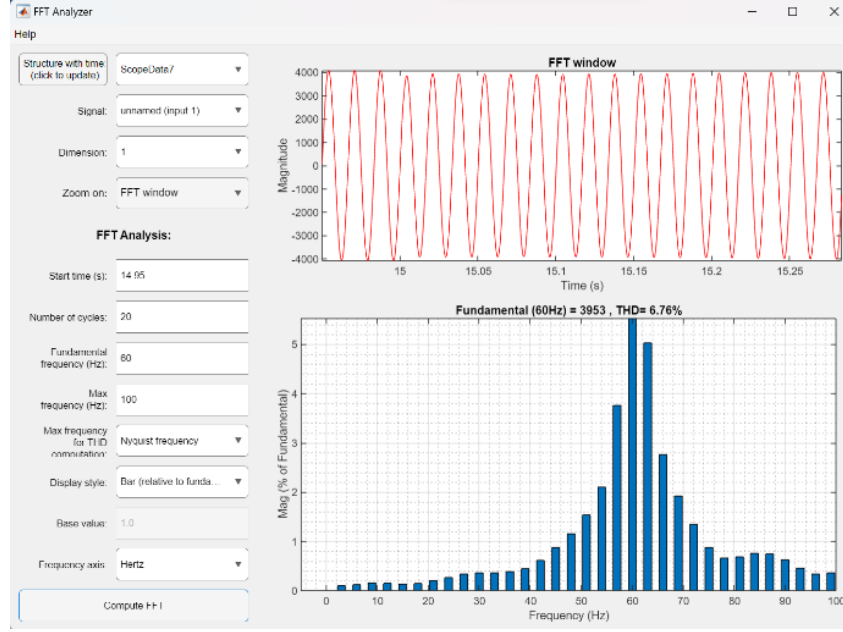 FFT Analyzer
Help
Structure with time
(click to update)
ScopeData7
Signal:
unnamed (input 1)
Dimension:
1
Zoom on:
FFT window
FFT Analysis:
Start time (s):
14.95
Number of cycles:
20
Fundamental
frequency (Hz):
60
Max
frequency (Hz):
100
Max frequency
for THD
computation:
Nyquist frequency
Display style:
Bar (relative to funda...
Base value:
1.0
Frequency axis
Hertz
Compute FFT
FFT window
4000
3000
2000
1000
0
-1000
-2000
-3000
-4000
Magnitude
15
15.05
15.1
15.15
15.2
15.25
Time (s)
Fundamental (60Hz) = 3953 , THD= 6.76%
5
4
3
2
1
0
Mag (% of Fundamental)
0
10
20
30
40
50
60
70
80
90
100
Frequency (Hz)